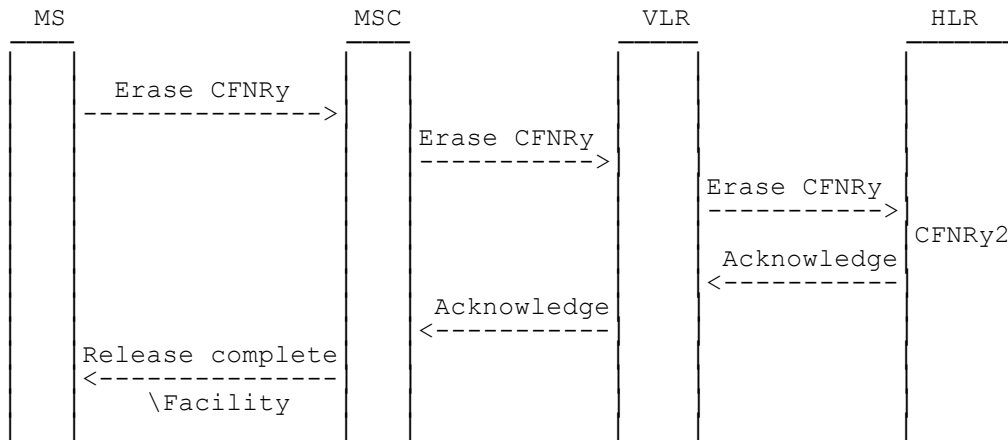 MS MSC VLR HLR
Erase CFNRy
Erase CFNRy
Erase CFNRy
CFNRy2
Acknowledge
Acknowledge
Release complete
\Facility